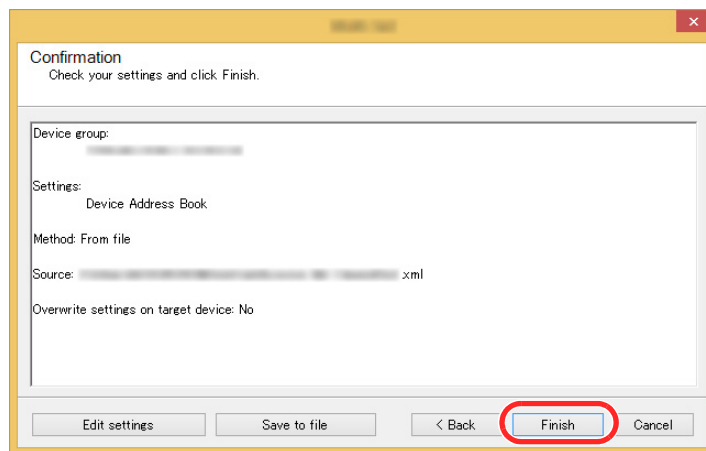 Confirmation
Check your settings and click Finish.
Device group:
Settings:
Device Address Book
Method: From file
Source: .xml
Overwrite settings on target device: No
Edit settings
Save to file
< Back
Finish
Cancel